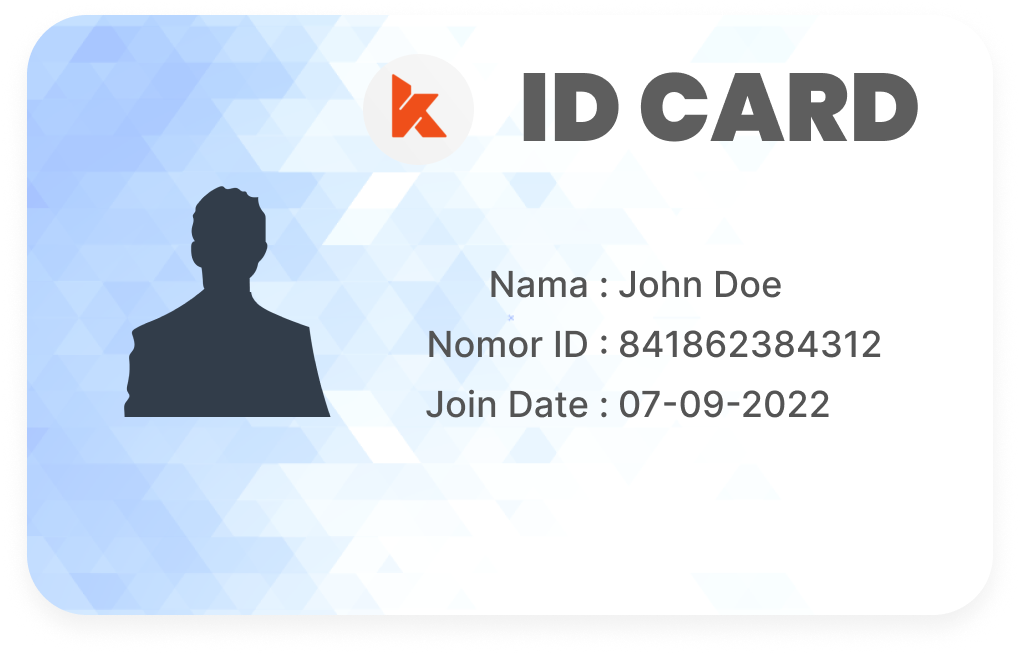 ID CARD
Nama : John Doe
Nomor ID : 841862384312
Join Date : 07-09-2022